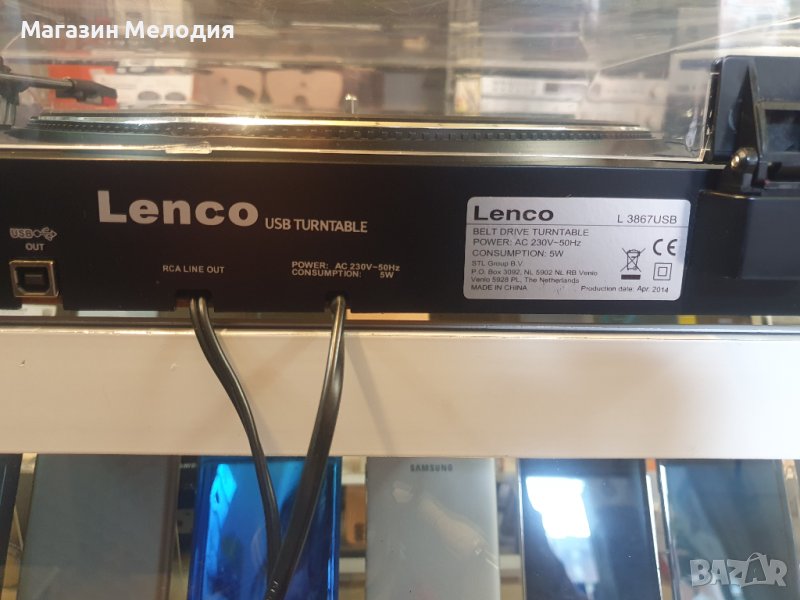 Магазин Мелодия
Lenco USB TURNTABLE
USB
OUT
RCA LINE OUT
POWER: AC 230V~50Hz
CONSUMPTION: 5W
Lenco L 3867USB
BELT DRIVE TURNTABLE
POWER: AC 230V~50Hz
CONSUMPTION: 5W
STL Group B.V.
P.O. Box 3092, NL 5902 NL RB Venlo
Venlo 5928 PL, The Netherlands
MADE IN CHINA
Production date: Apr. 2014
CE
SAMSUNG
BAZAR